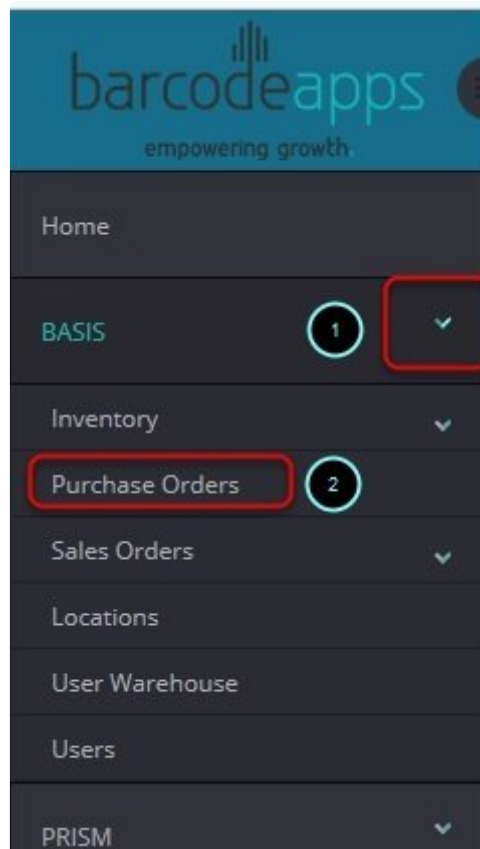 barcodeapps
empowering growth.
Home
BASIS
1
Inventory
Purchase Orders
2
Sales Orders
Locations
User Warehouse
Users
PRISM